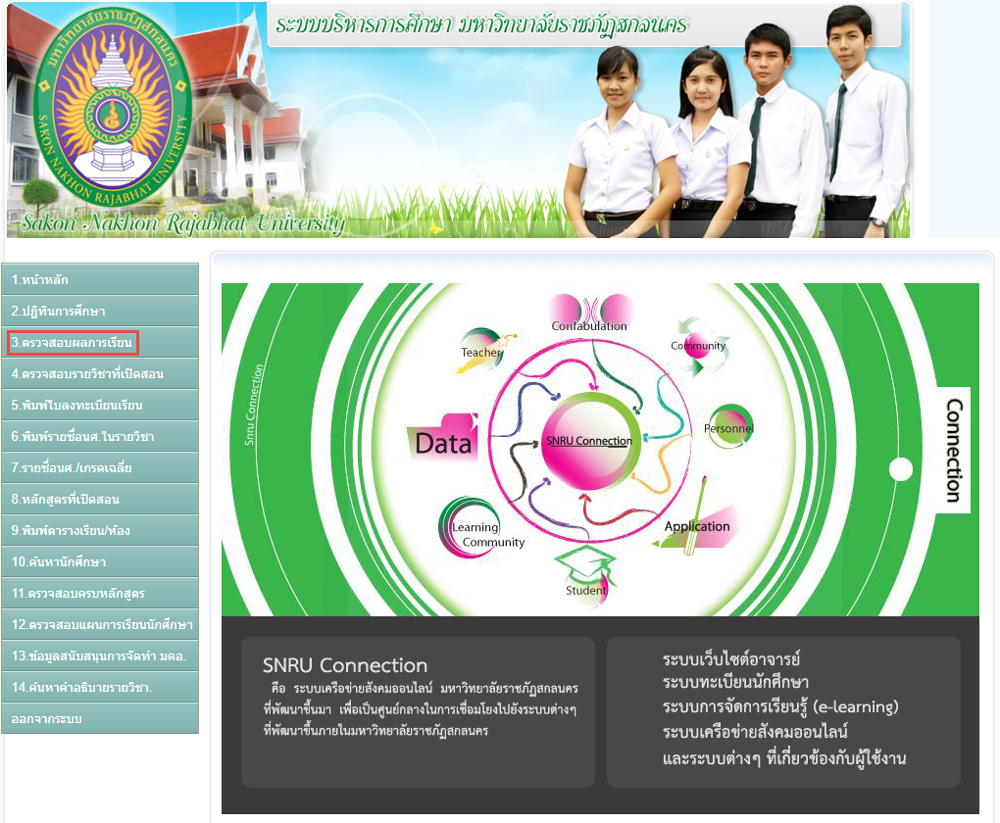 ระบบบริหารการศึกษา มหาวิทยาลัยราชภัฏสกลนคร
มหาวิทยาลัยราชภัฏสกลนคร
SAKON NAKHON RAJABHAT UNIVERSITY
Sakon Nakhon Rajabhat University
1.หน้าหลัก
2.ปฏิทินการศึกษา
3.ตรวจสอบผลการเรียน
4.ตรวจสอบรายวิชาที่เปิดสอน
5.พิมพ์ใบลงทะเบียนเรียน
6.พิมพ์รายชื่อนศ.ในรายวิชา
7.รายชื่อนศ./เกรดเฉลี่ย
8.หลักสูตรที่เปิดสอน
9.พิมพ์ตารางเรียน/ห้อง
10.ค้นหานักศึกษา
11.ตรวจสอบครบหลักสูตร
12.ตรวจสอบแผนการเรียนนักศึกษา
13.ข้อมูลสนับสนุนการจัดทำ มคอ.
14.ค้นหาคำอธิบายรายวิชา.
ออกจากระบบ
Snru Connection
Confabulation
Teacher
Community
Data
SNRU Connection
Personnel
Learning
Community
Application
Student
Connection
SNRU Connection
คือ ระบบเครือข่ายสังคมออนไลน์ มหาวิทยาลัยราชภัฏสกลนคร
ที่พัฒนาขึ้นมา เพื่อเป็นศูนย์กลางในการเชื่อมโยงไปยังระบบต่างๆ
ที่พัฒนาขึ้นภายในมหาวิทยาลัยราชภัฏสกลนคร
ระบบเว็บไซต์อาจารย์
ระบบทะเบียนนักศึกษา
ระบบการจัดการเรียนรู้ (e-learning)
ระบบเครือข่ายสังคมออนไลน์
และระบบต่างๆ ที่เกี่ยวข้องกับผู้ใช้งาน